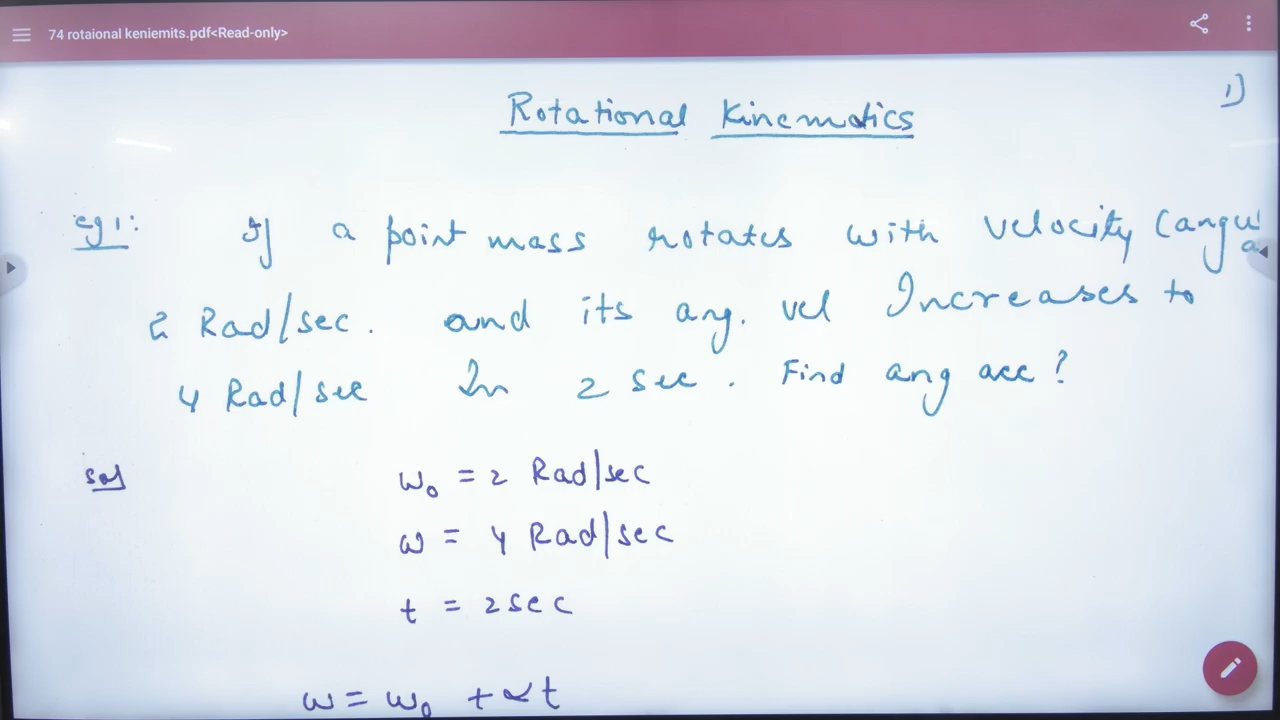 74 rotaional keniemits.pdf<Read-only>
1)
Rotational Kinematics
eg 1: If a point mass rotates with velocity (angu
2 Rad/sec. and its ang. vel Increases to
4 Rad/sec In 2 sec. Find ang acc?
Sol
ω₀ = 2 Rad/sec
ω = 4 Rad/sec
t = 2sec
ω = ω₀ + αt